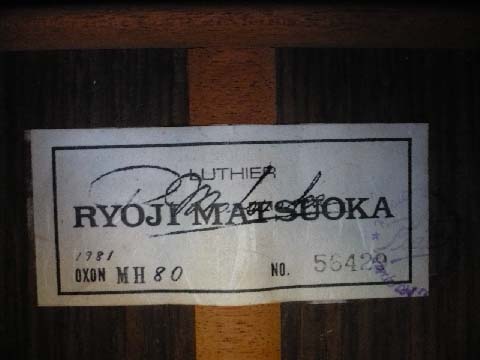 LUTHIER
RYOJI MATSUOKA
1981
OXON MH 80 NO. 56429